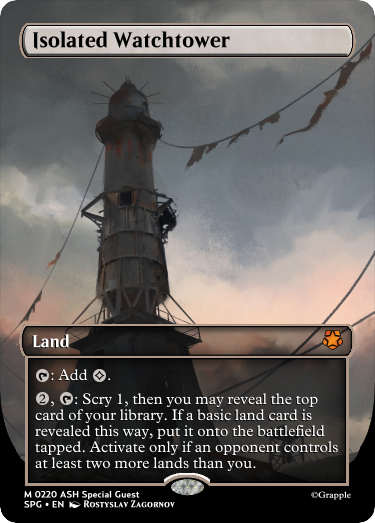 Isolated Watchtower
Land
: Add .
2, : Scry 1, then you may reveal the top
card of your library. If a basic land card is
revealed this way, put it onto the battlefield
tapped. Activate only if an opponent controls
at least two more lands than you.
M 0220 ASH Special Guest
SPG • EN Rostyslav Zagornov
©Grapple